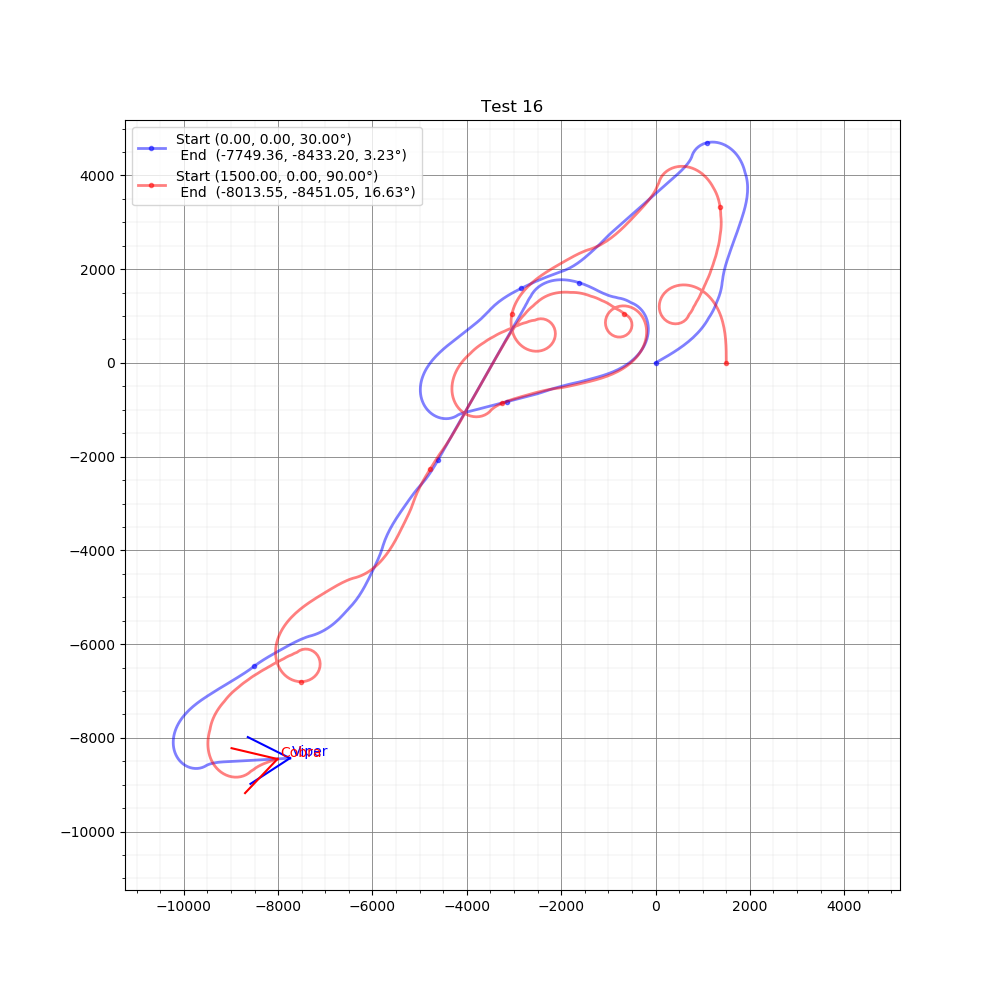 Test 16
Start (0.00, 0.00, 30.00°)
End (-7749.36, -8433.20, 3.23°)
Start (1500.00, 0.00, 90.00°)
End (-8013.55, -8451.05, 16.63°)
4000
2000
0
−2000
−4000
−6000
−8000
−10000
Cobra
Viper
−10000 −8000 −6000 −4000 −2000 0 2000 4000